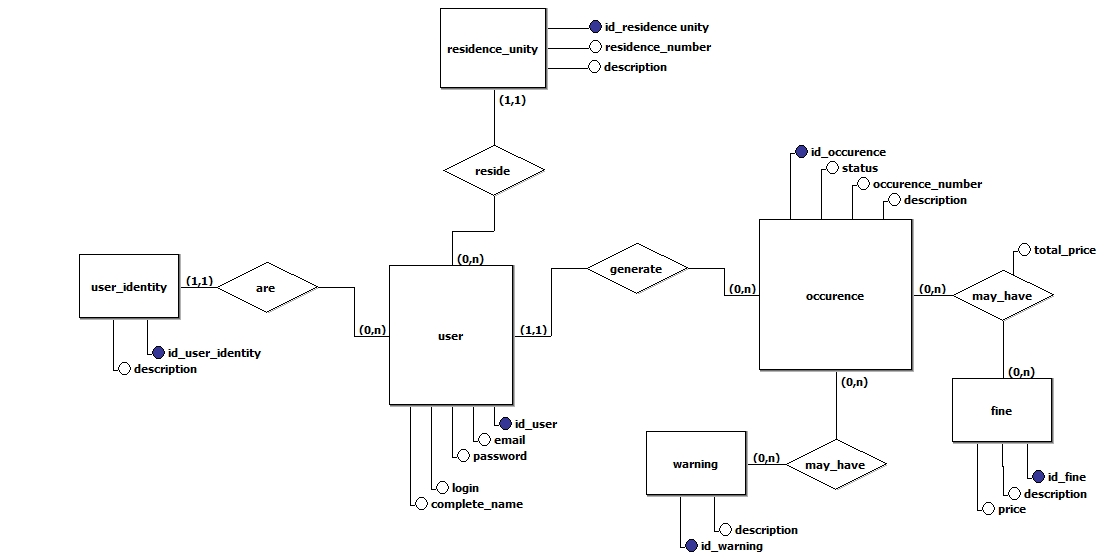 id_residence unity
residence_unity
residence_number
description
(1,1)
id_occurence
status
reside
occurence_number
description
total_price
(0,n)
generate
user_identity
(1,1)
are
(0,n)
occurence
(0,n)
may_have
(0,n)
user
(1,1)
id_user_identity
description
(0,n)
(0,n)
fine
id_user
email
password
warning
(0,n)
may_have
id_fine
login
description
complete_name
price
description
id_warning